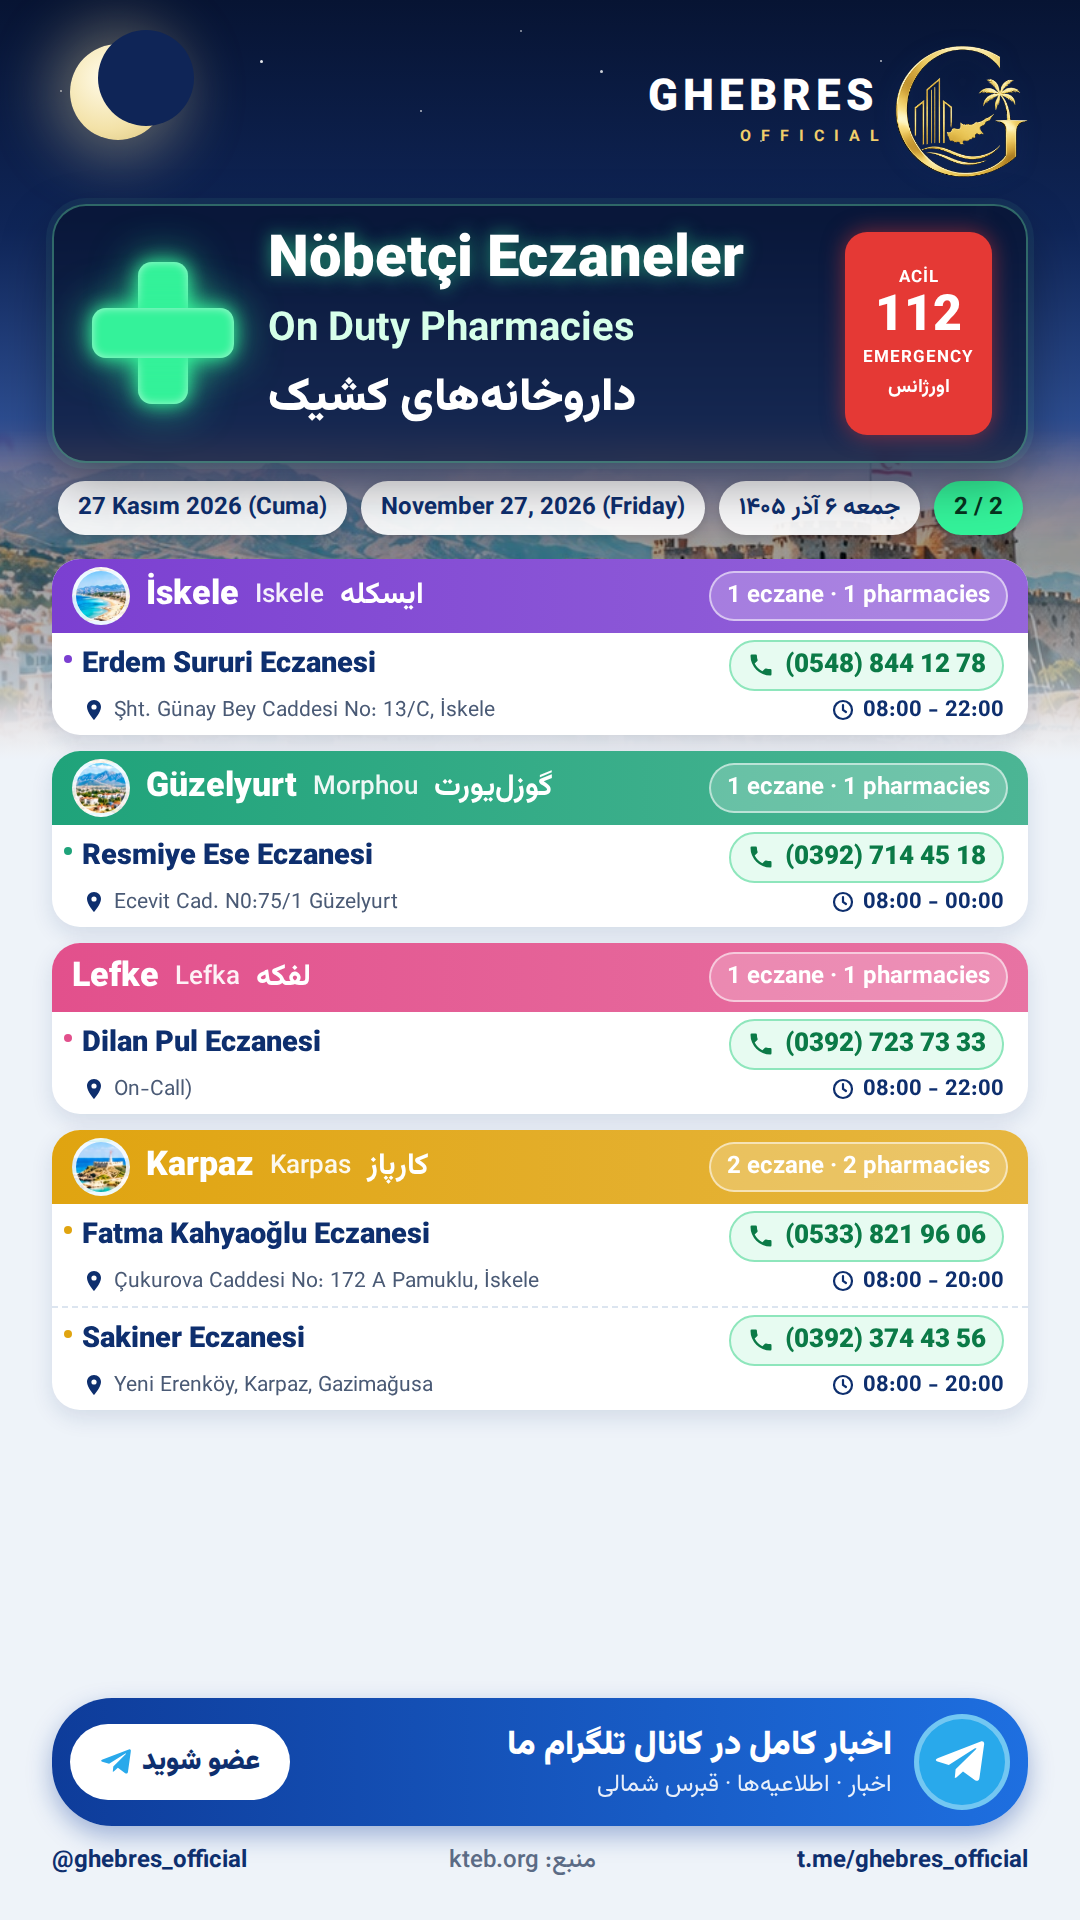 GHEBRES
OFFICIAL
Nöbetçi Eczaneler
On Duty Pharmacies
داروخانه‌های کشیک
ACİL
112
EMERGENCY
اورژانس
27 Kasım 2026 (Cuma)
November 27, 2026 (Friday)
جمعه ۶ آذر ۱۴۰۵
2 / 2
İskele Iskele ایسکله
1 eczane · 1 pharmacies
Erdem Sururi Eczanesi
(0548) 844 12 78
Şht. Günay Bey Caddesi No: 13/C, İskele
08:00 - 22:00
Güzelyurt Morphou گوزل‌یورت
1 eczane · 1 pharmacies
Resmiye Ese Eczanesi
(0392) 714 45 18
Ecevit Cad. N0:75/1 Güzelyurt
08:00 - 00:00
Lefke Lefka لفکه
1 eczane · 1 pharmacies
Dilan Pul Eczanesi
(0392) 723 73 33
On-Call)
08:00 - 22:00
Karpaz Karpas کارپاز
2 eczane · 2 pharmacies
Fatma Kahyaoğlu Eczanesi
(0533) 821 96 06
Çukurova Caddesi No: 172 A Pamuklu, İskele
08:00 - 20:00
Sakiner Eczanesi
(0392) 374 43 56
Yeni Erenköy, Karpaz, Gazimağusa
08:00 - 20:00
اخبار کامل در کانال تلگرام ما
اخبار · اطلاعیه‌ها · قبرس شمالی
عضو شوید
@ghebres_official
منبع: kteb.org
t.me/ghebres_official